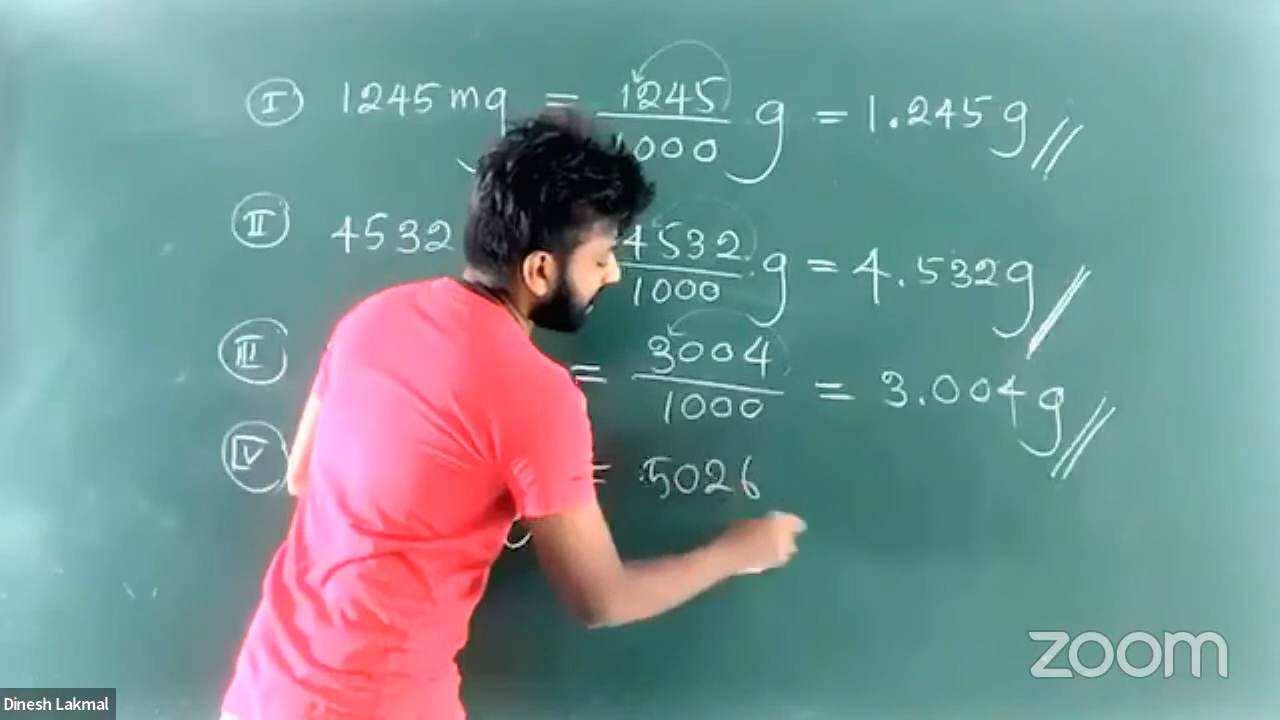 I 1245 mg = 1245/1000 g = 1.245g
II 4532 4532/1000 g = 4.532g
III = 3004/1000 = 3.004g
IV = 5026
zoom
Dinesh Lakmal